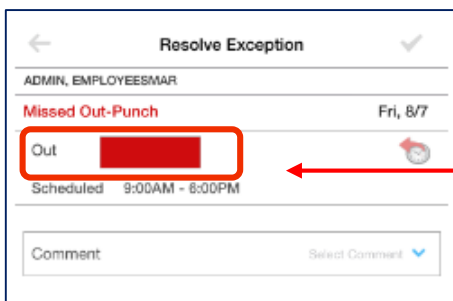 Resolve Exception
ADMIN, EMPLOYEESMAR
Missed Out-Punch Fri, 8/7
Out
Scheduled 9:00AM - 6:00PM
Comment Select Comment